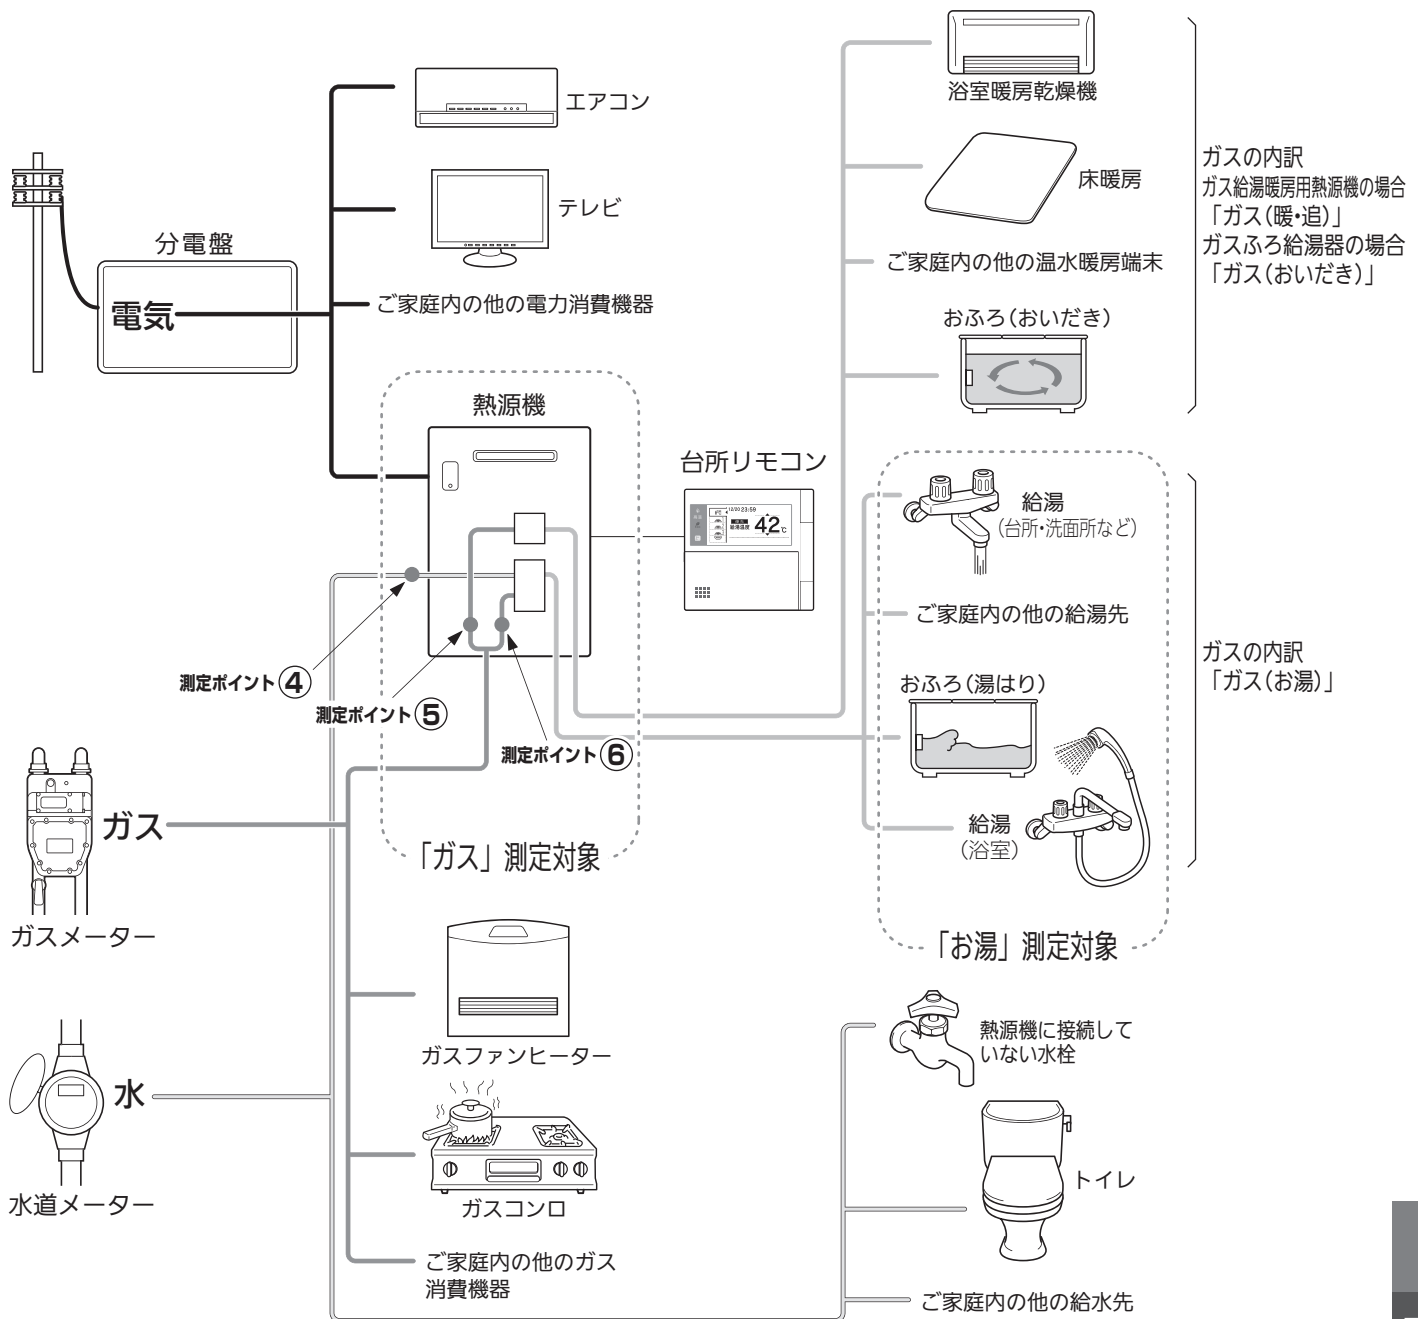 エアコン
テレビ
分電盤
電気
ご家庭内の他の電力消費機器
浴室暖房乾燥機
床暖房
ご家庭内の他の温水暖房端末
おふろ(おいだき)
ガスの内訳
ガス給湯暖房用熱源機の場合
「ガス(暖・追)」
ガスふろ給湯器の場合
「ガス(おいだき)」
熱源機
台所リモコン
12/20 23:59
給湯温度 42℃
測定ポイント④
測定ポイント⑤
測定ポイント⑥
「ガス」測定対象
給湯
(台所・洗面所など)
ご家庭内の他の給湯先
おふろ(湯はり)
給湯
(浴室)
「お湯」測定対象
ガスの内訳
「ガス(お湯)」
ガス
ガスメーター
水
水道メーター
ガスファンヒーター
ガスコンロ
ご家庭内の他のガス
消費機器
熱源機に接続して
いない水栓
トイレ
ご家庭内の他の給水先